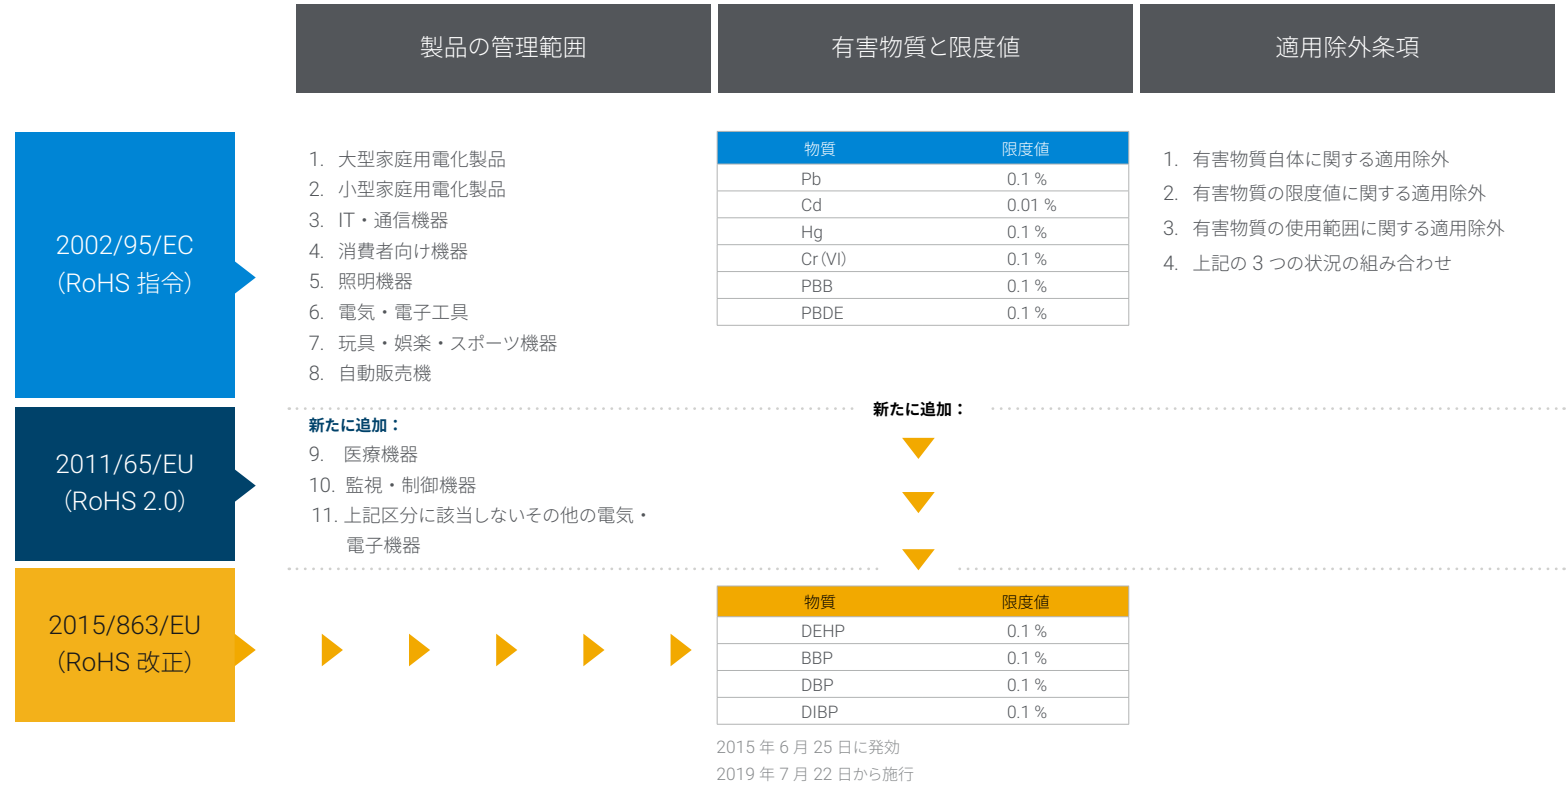 製品の管理範囲
有害物質と限度値
適用除外条項
2002/95/EC
（RoHS 指令）
1. 大型家庭用電化製品
2. 小型家庭用電化製品
3. IT・通信機器
4. 消費者向け機器
5. 照明機器
6. 電気・電子工具
7. 玩具・娯楽・スポーツ機器
8. 自動販売機
物質 限度値
Pb 0.1 %
Cd 0.01 %
Hg 0.1 %
Cr（VI） 0.1 %
PBB 0.1 %
PBDE 0.1 %
1. 有害物質自体に関する適用除外
2. 有害物質の限度値に関する適用除外
3. 有害物質の使用範囲に関する適用除外
4. 上記の 3 つの状況の組み合わせ
2011/65/EU
（RoHS 2.0）
新たに追加：
9. 医療機器
10. 監視・制御機器
11. 上記区分に該当しないその他の電気・
電子機器
新たに追加：
2015/863/EU
（RoHS 改正）
物質 限度値
DEHP 0.1 %
BBP 0.1 %
DBP 0.1 %
DIBP 0.1 %
2015 年 6 月 25 日に発効
2019 年 7 月 22 日から施行